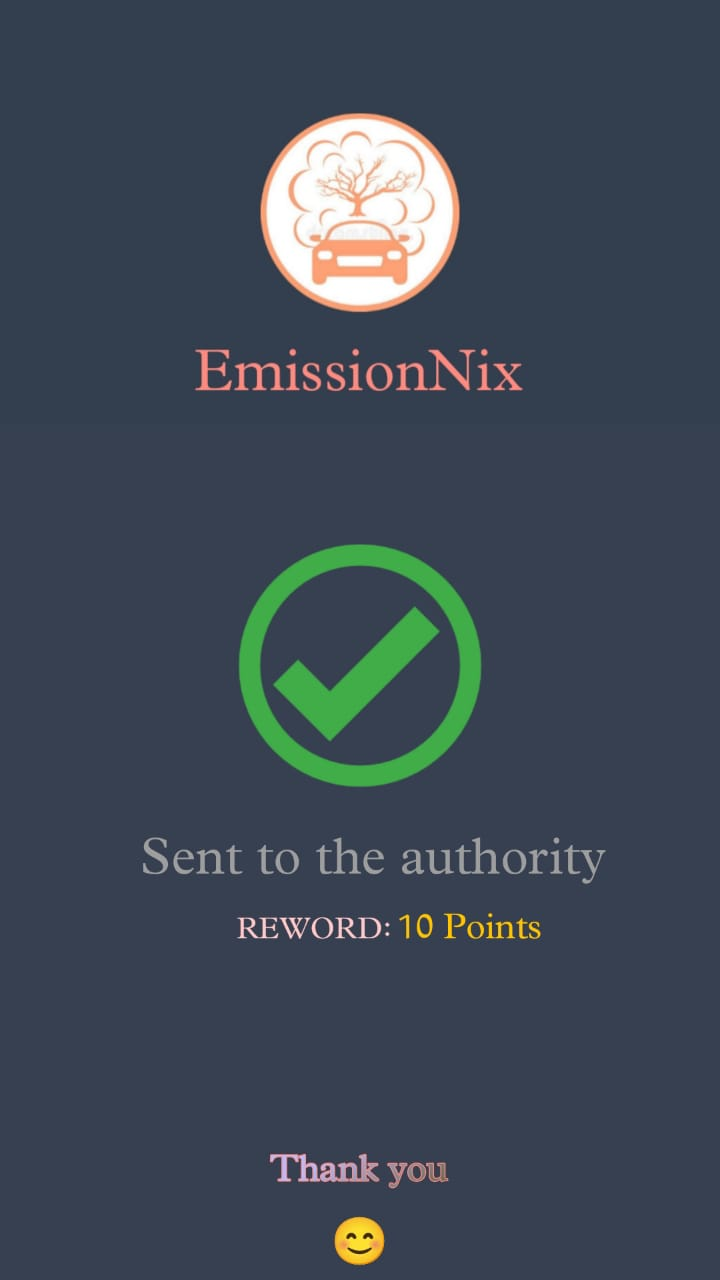 EmissionNix
Sent to the authority
REWORD: 10 Points
Thank you